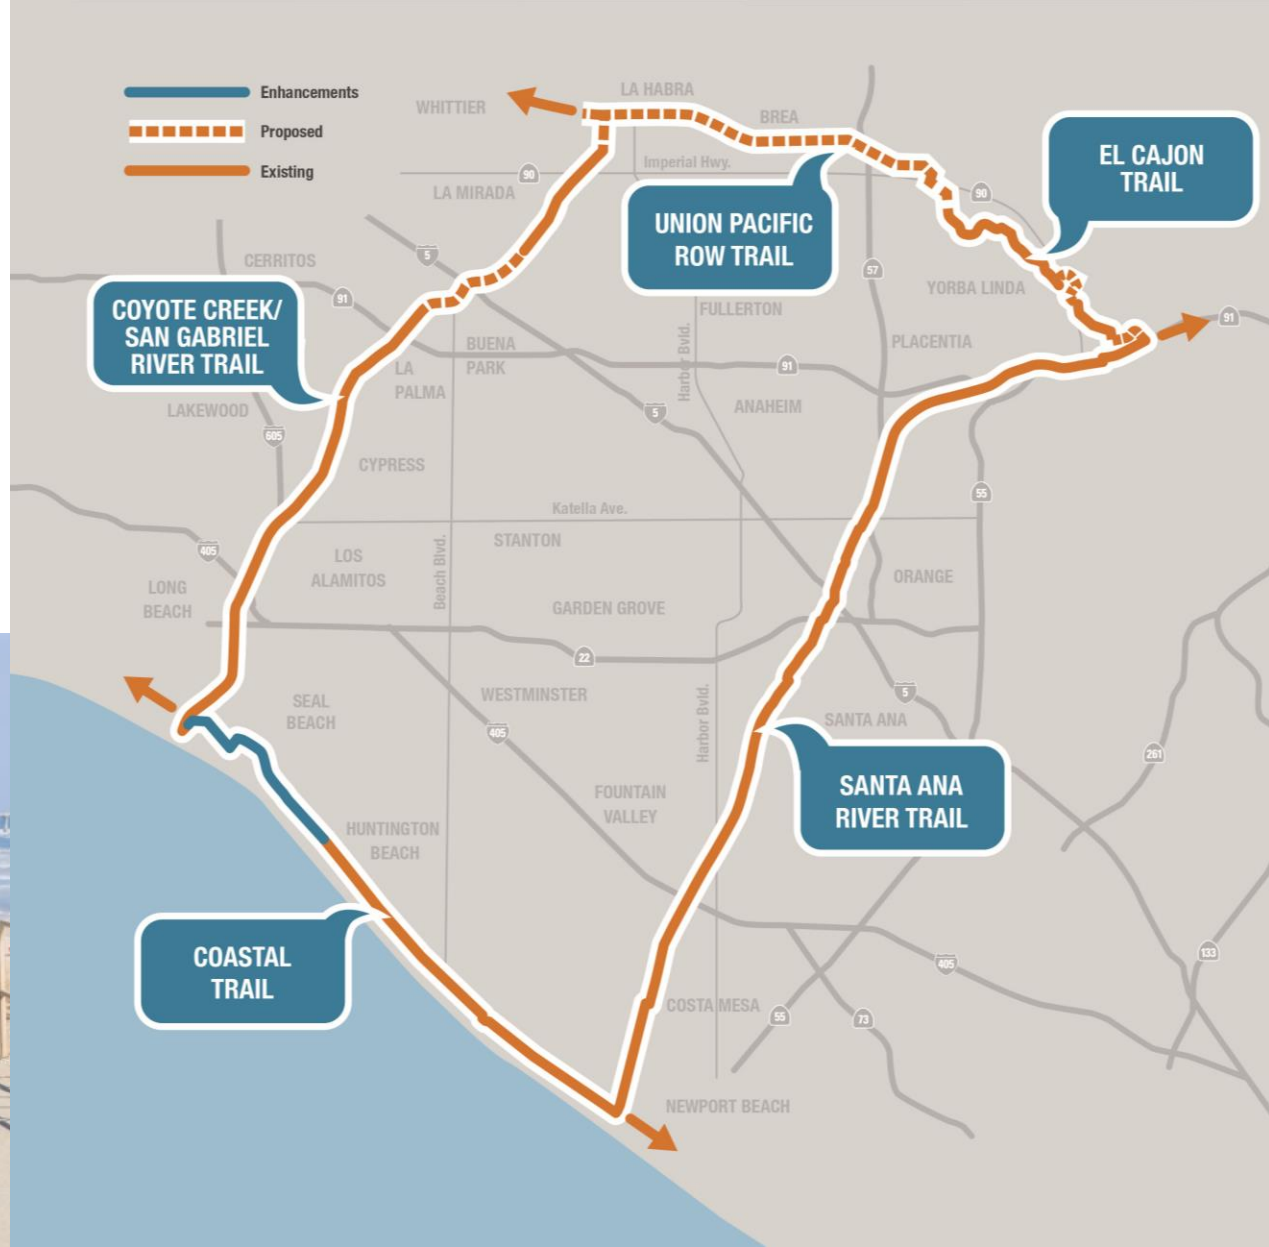 Enhancements
Proposed
Existing
WHITTIER
LA HABRA
BREA
Imperial Hwy.
90
LA MIRADA
90
EL CAJON
TRAIL
UNION PACIFIC
ROW TRAIL
CERRITOS
5
57
YORBA LINDA
91
91
COYOTE CREEK/
SAN GABRIEL
RIVER TRAIL
FULLERTON
PLACENTIA
BUENA
PARK
LA
PALMA
91
Harbor Bvld.
LAKEWOOD
605
5
ANAHEIM
CYPRESS
55
Katella Ave.
405
LOS
ALAMITOS
Beach Blvd.
STANTON
ORANGE
LONG
BEACH
GARDEN GROVE
22
SEAL
BEACH
WESTMINSTER
405
Harbor Bvld.
5
SANTA ANA
261
SANTA ANA
RIVER TRAIL
FOUNTAIN
VALLEY
HUNTINGTON
BEACH
COASTAL
TRAIL
405
133
COSTA MESA
55
73
NEWPORT BEACH